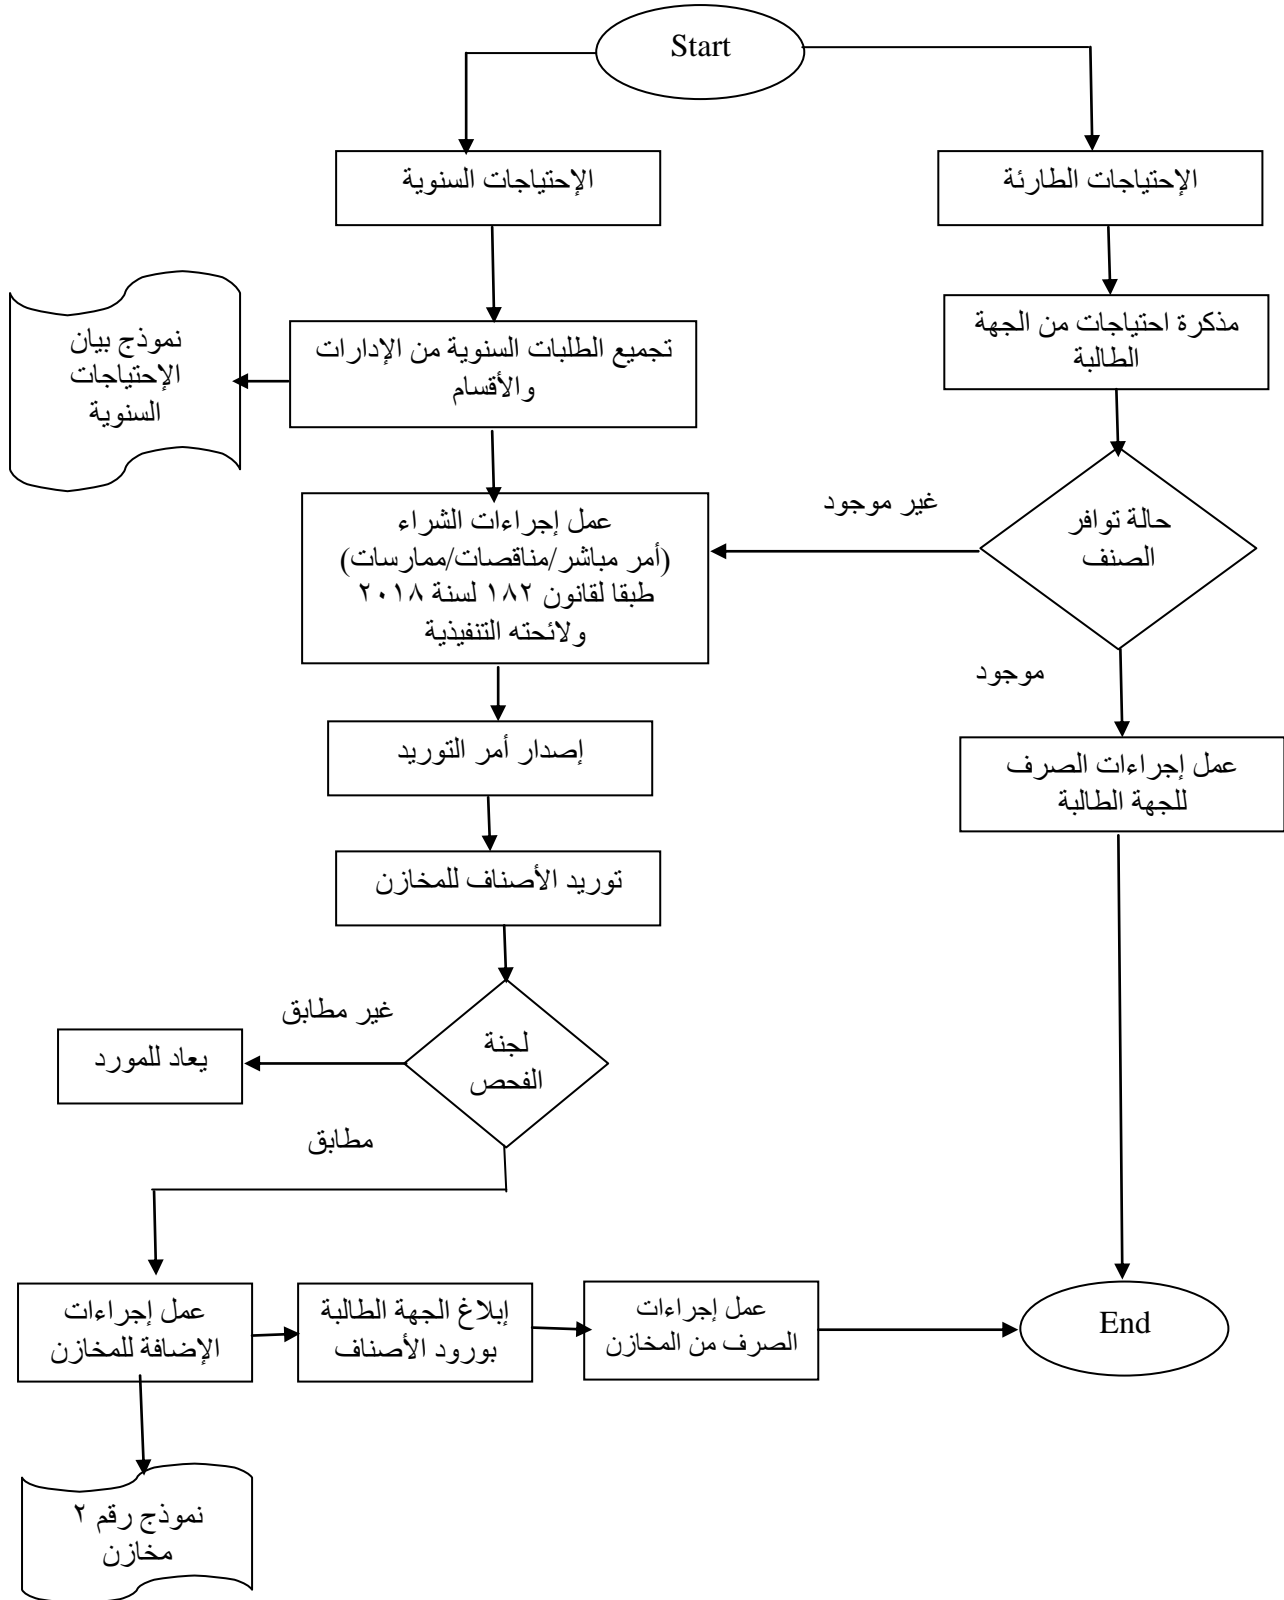 Start
الإحتياجات السنوية
الإحتياجات الطارئة
نموذج بيان
الإحتياجات
السنوية
تجميع الطلبات السنوية من الإدارات
والأقسام
مذكرة احتياجات من الجهة
الطالبة
عمل إجراءات الشراء
(أمر مباشر/مناقصات/ممارسات)
طبقا لقانون ١٨٢ لسنة ٢٠١٨
ولائحته التنفيذية
غير موجود
حالة توافر
الصنف
موجود
إصدار أمر التوريد
عمل إجراءات الصرف
للجهة الطالبة
توريد الأصناف للمخازن
غير مطابق
لجنة
الفحص
يعاد للمورد
مطابق
عمل إجراءات
الإضافة للمخازن
إبلاغ الجهة الطالبة
بورود الأصناف
عمل إجراءات
الصرف من المخازن
End
نموذج رقم ٢
مخازن